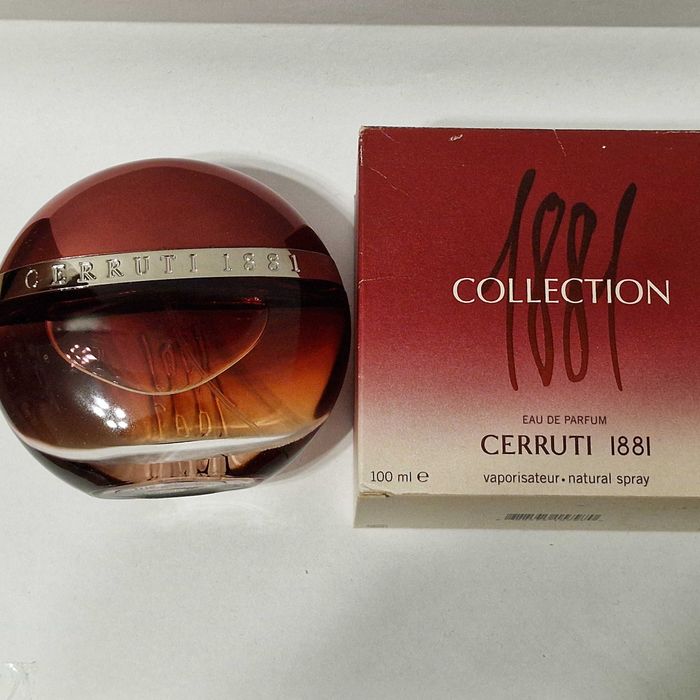 CERRUTI 1881
1881
COLLECTION
EAU DE PARFUM
CERRUTI 1881
100 ml e
vaporisateur • natural spray